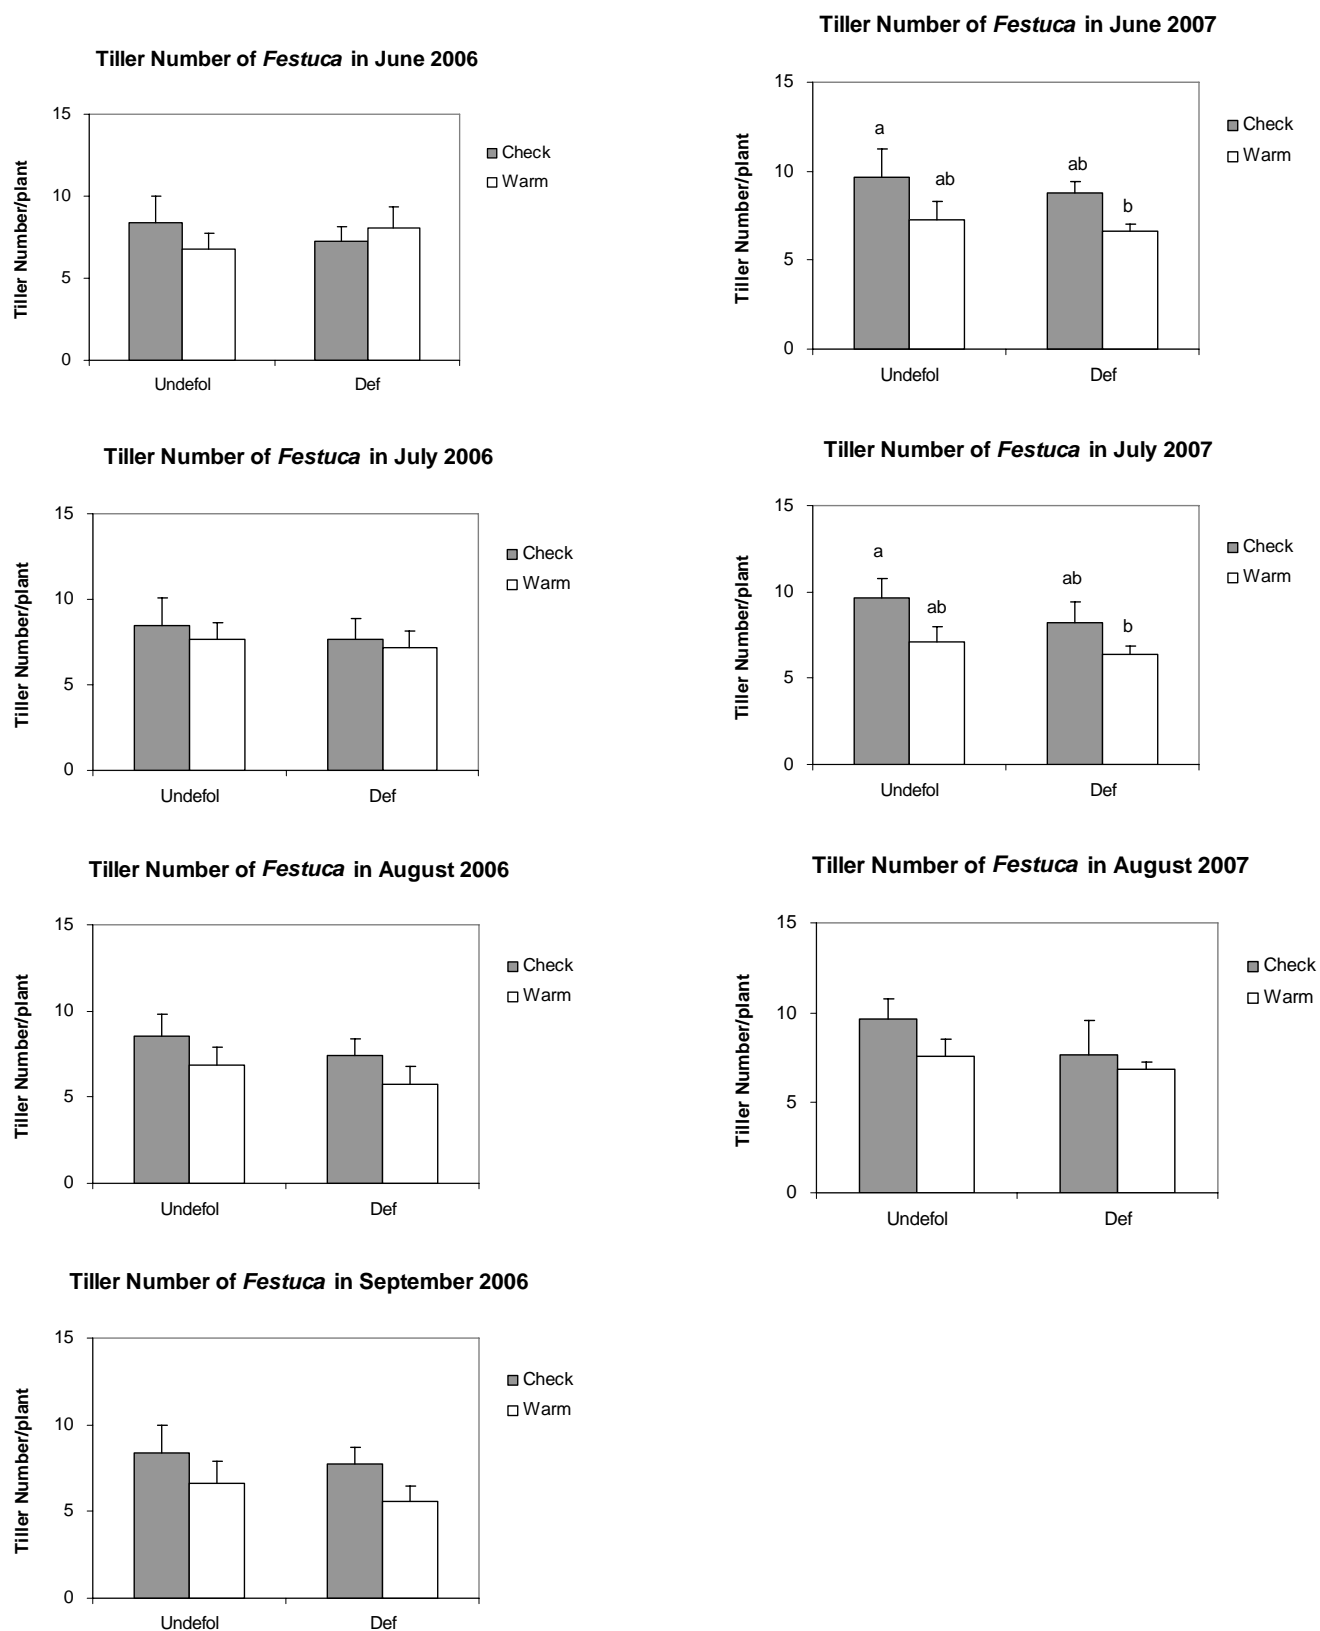 Tiller Number of Festuca in June 2006
15
10
5
0
Tiller Number/plant
Undefol
Def
Check
Warm
Tiller Number of Festuca in June 2007
15
10
5
0
Tiller Number/plant
a
ab
ab
b
Undefol
Def
Check
Warm
Tiller Number of Festuca in July 2006
15
10
5
0
Tiller Number/plant
Undefol
Def
Check
Warm
Tiller Number of Festuca in July 2007
15
10
5
0
Tiller Number/plant
a
ab
ab
b
Undefol
Def
Check
Warm
Tiller Number of Festuca in August 2006
15
10
5
0
Tiller Number/plant
Undefol
Def
Check
Warm
Tiller Number of Festuca in August 2007
15
10
5
0
Tiller Number/plant
Undefol
Def
Check
Warm
Tiller Number of Festuca in September 2006
15
10
5
0
Tiller Number/plant
Undefol
Def
Check
Warm